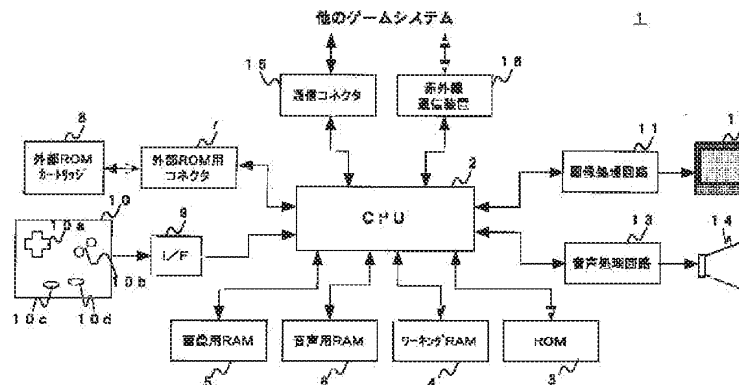 他のゲームシステム
1
15
16
通信コネクタ
赤外線
通信装置
8
7
外部ROM
カートリッジ
外部ROM用
コネクタ
2
CPU
11
画像処理回路
10
10a
9
I/F
10b
10c
10d
13
音声処理回路
14
画像用RAM
音声用RAM
ワーキングRAM
ROM
5
6
4
3